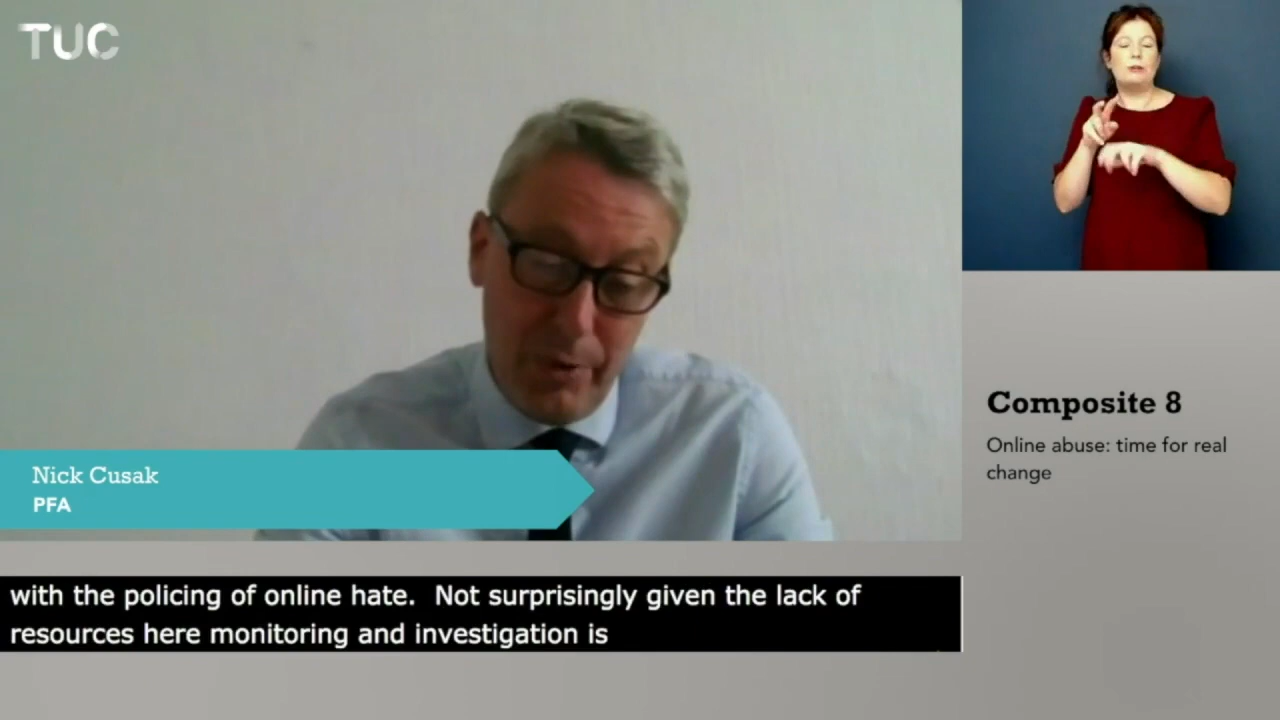 TUC
Nick Cusak
PFA
with the policing of online hate.  Not surprisingly given the lack of
resources here monitoring and investigation is
Composite 8
Online abuse: time for real
change